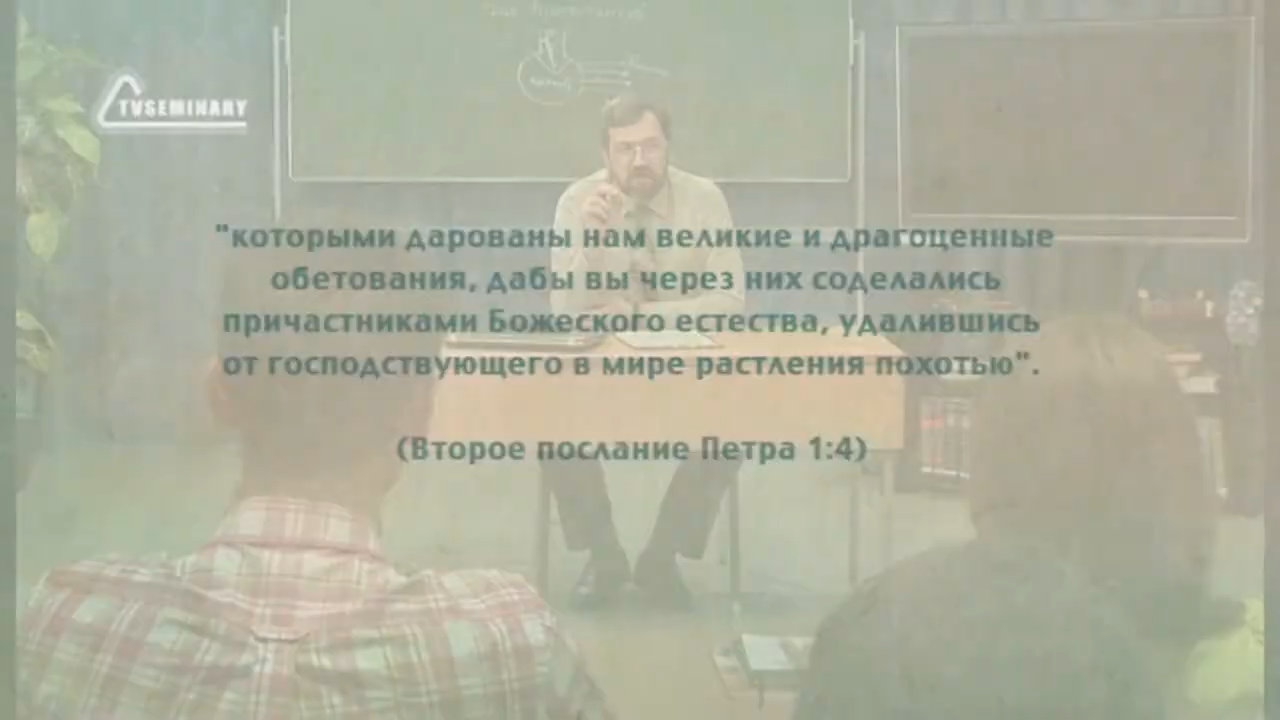 TVSEMINARY
"которыми дарованы нам великие и драгоценные
обетования, дабы вы через них соделались
причастниками Божеского естества, удалившись
от господствующего в мире растления похотью".
(Второе послание Петра 1:4)